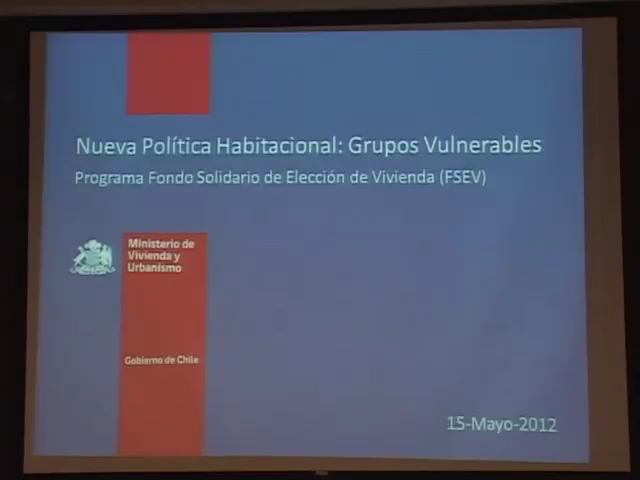 Nueva Política Habitacional: Grupos Vulnerables
Programa Fondo Solidario de Elección de Vivienda (FSEV)
Ministerio de
Vivienda y
Urbanismo
Gobierno de Chile
15-Mayo-2012